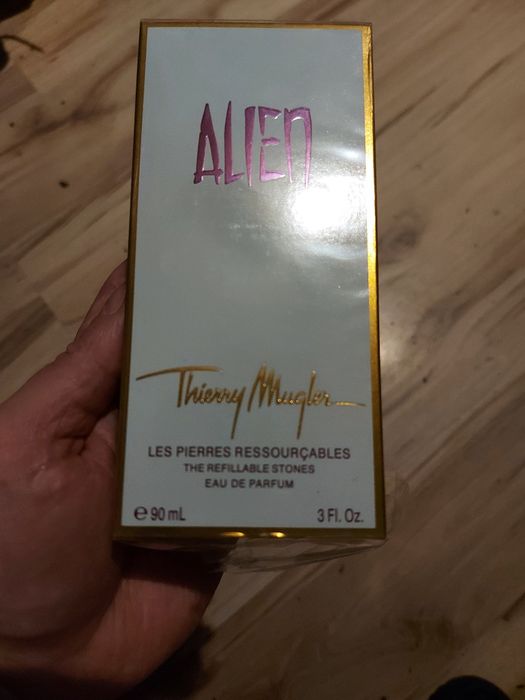 ALIEN
Thierry Mugler
LES PIERRES RESSOURÇABLES
THE REFILLABLE STONES
EAU DE PARFUM
℮ 90 mL 3 Fl. Oz.